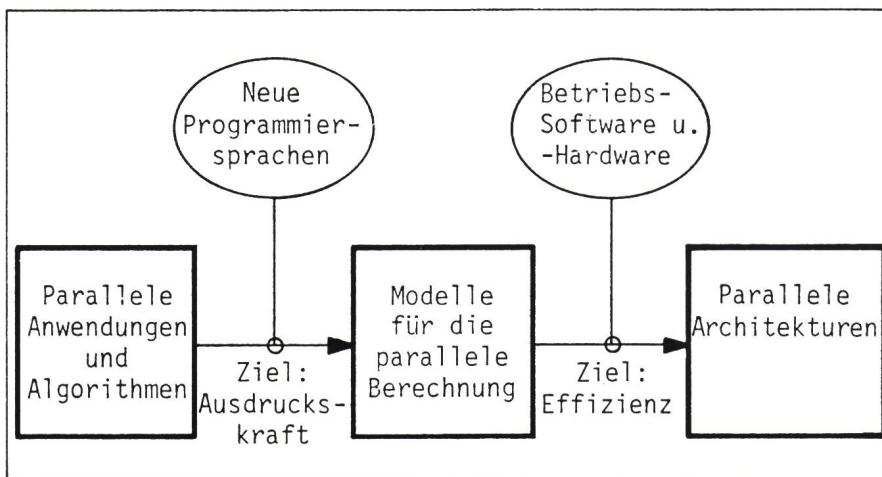 Neue
Programmier-
sprachen
Betriebs-
Software u.
-Hardware
Parallele
Anwendungen
und
Algorithmen
Ziel:
Ausdrucks-
kraft
Modelle
für die
parallele
Berechnung
Ziel:
Effizienz
Parallele
Architekturen